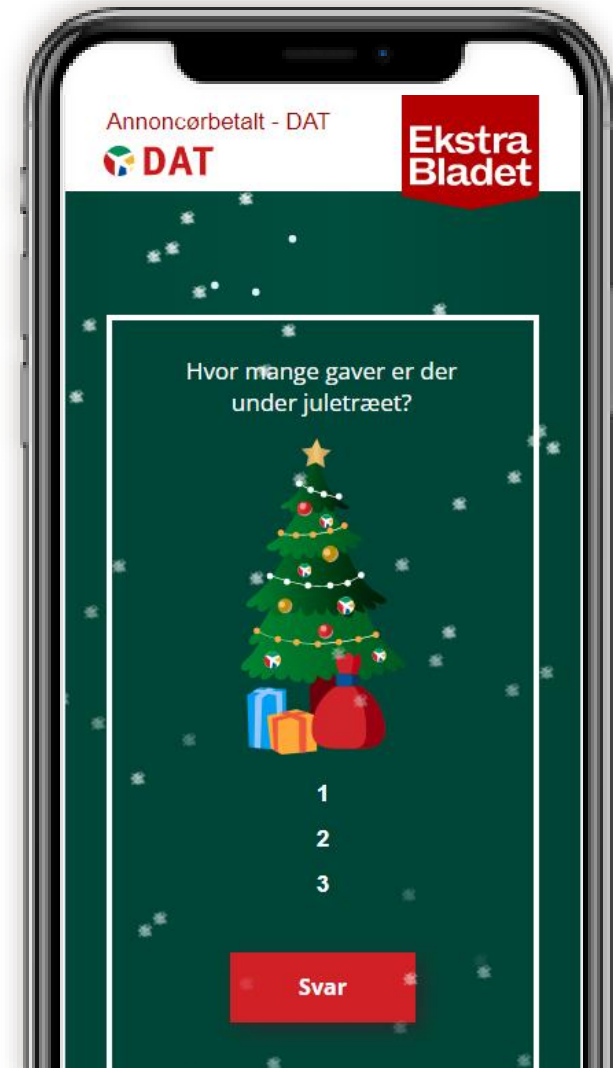 Annoncørbetalt - DAT
DAT
Ekstra
Bladet
Hvor mange gaver er der
under juletræet?
1
2
3
Svar